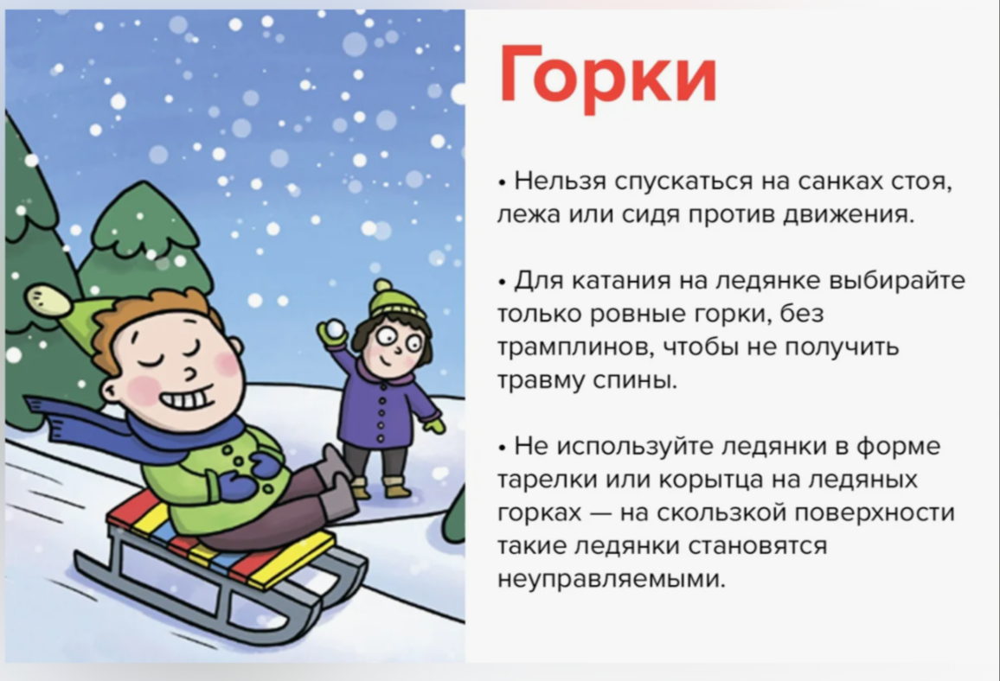 Горки
• Нельзя спускаться на санках стоя,
лежа или сидя против движения.
• Для катания на ледянке выбирайте
только ровные горки, без
трамплинов, чтобы не получить
травму спины.
• Не используйте ледянки в форме
тарелки или корытца на ледяных
горках — на скользкой поверхности
такие ледянки становятся
неуправляемыми.